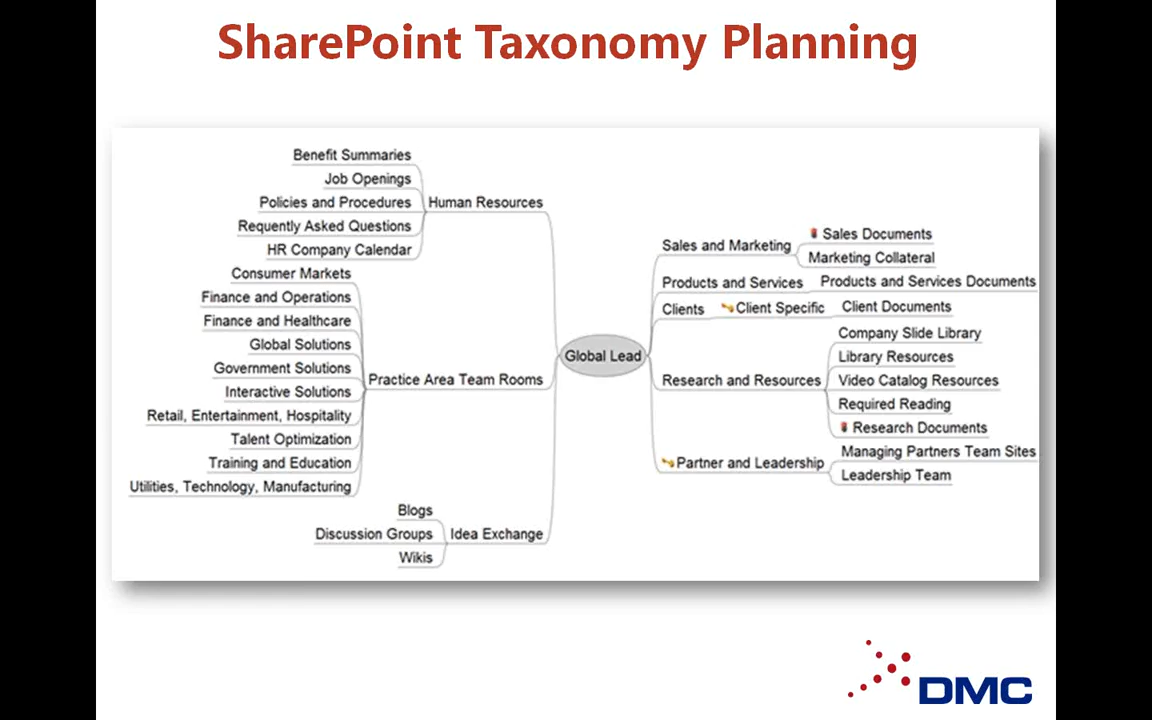 SharePoint Taxonomy Planning
Benefit Summaries
Job Openings
Policies and Procedures
Requently Asked Questions
HR Company Calendar
Human Resources
Consumer Markets
Finance and Operations
Finance and Healthcare
Global Solutions
Government Solutions
Interactive Solutions
Retail, Entertainment, Hospitality
Talent Optimization
Training and Education
Utilities, Technology, Manufacturing
Practice Area Team Rooms
Blogs
Discussion Groups
Wikis
Idea Exchange
Global Lead
Sales and Marketing
Sales Documents
Marketing Collateral
Products and Services
Products and Services Documents
Clients
Client Specific
Client Documents
Research and Resources
Company Slide Library
Library Resources
Video Catalog Resources
Required Reading
Research Documents
Partner and Leadership
Managing Partners Team Sites
Leadership Team
DMC